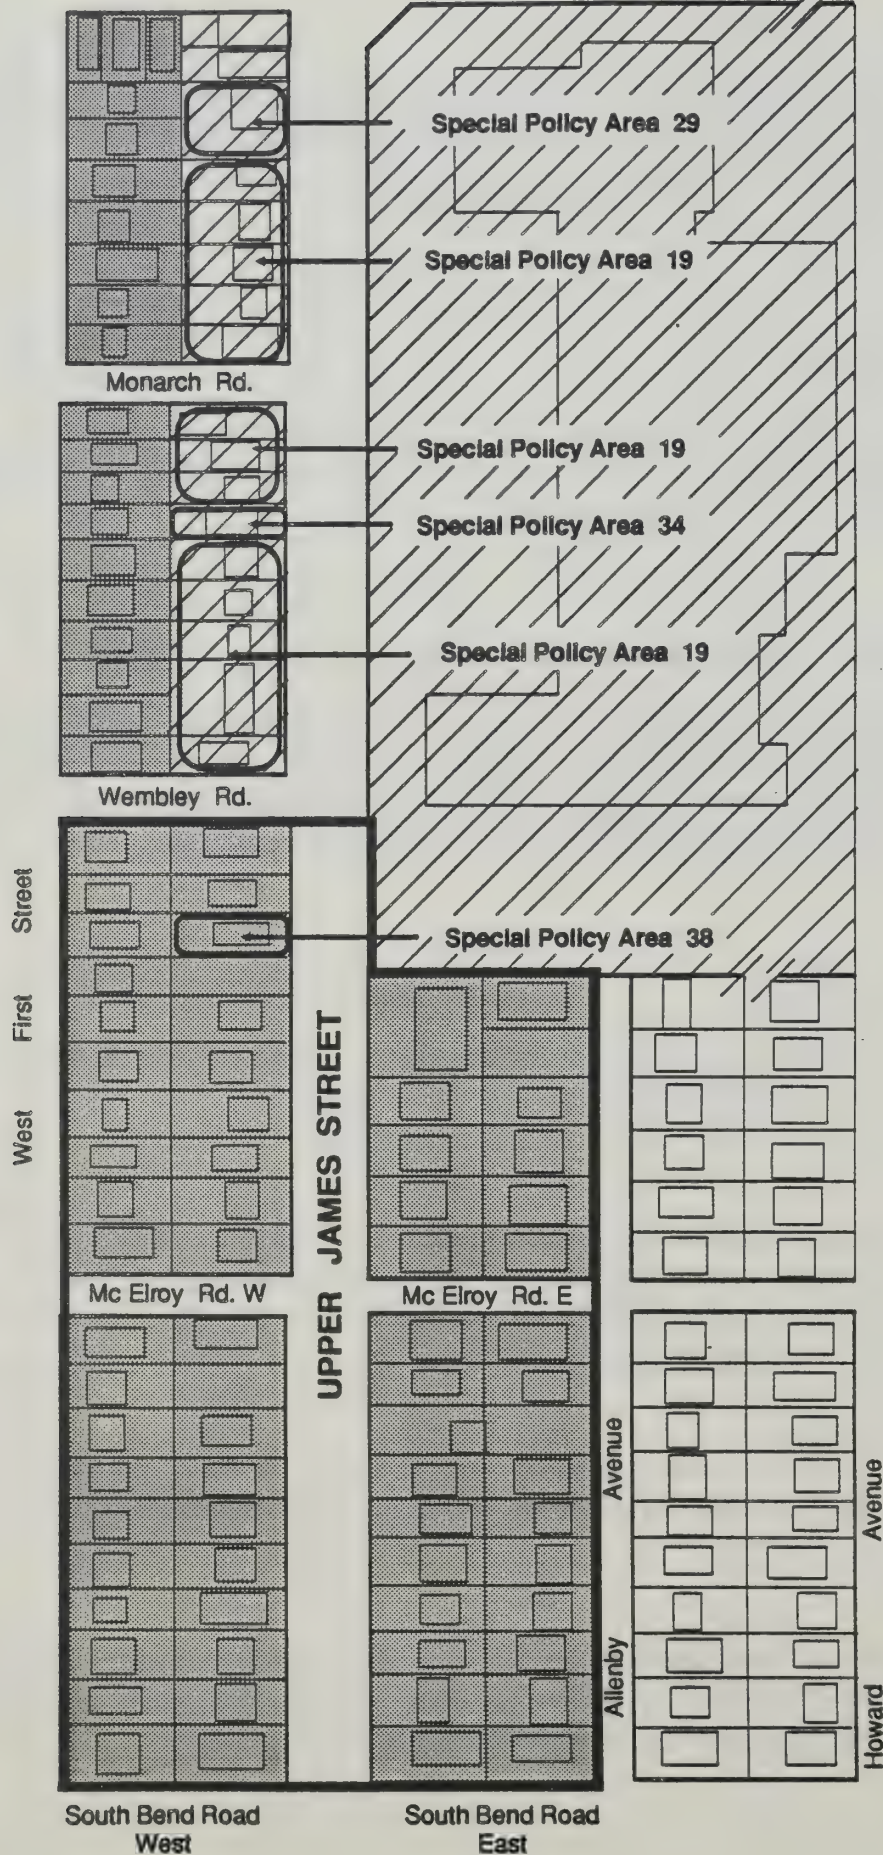 Special Policy Area 29
Special Policy Area 19
Monarch Rd.
Special Policy Area 19
Special Policy Area 34
Special Policy Area 19
Wembley Rd.
Special Policy Area 38
West First Street
UPPER JAMES STREET
Mc Elroy Rd. W
Mc Elroy Rd. E
Allenby Avenue
Howard Avenue
South Bend Road
West
South Bend Road
East